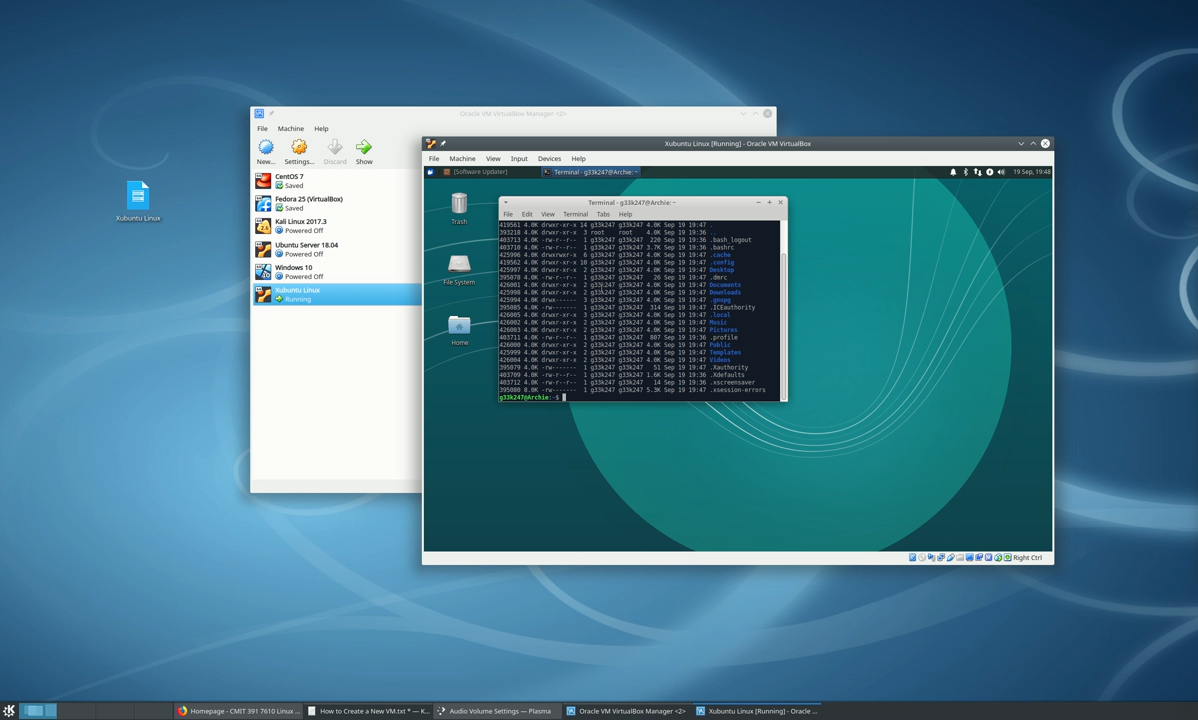 Xubuntu Linux
Oracle VM VirtualBox Manager <2>
File Machine Help
New... Settings... Discard Show
CentOS 7
Saved
Fedora 25 (VirtualBox)
Saved
Kali Linux 2017.3
Powered Off
Ubuntu Server 18.04
Powered Off
Windows 10
Powered Off
Xubuntu Linux
Running
Xubuntu Linux [Running] - Oracle VM VirtualBox
File Machine View Input Devices Help
[Software Updater] Terminal - g33k247@Archie: ~ 19 Sep, 19:48
Trash
File System
Home
Terminal - g33k247@Archie: ~
File Edit View Terminal Tabs Help
419561 4.0K drwxr-xr-x 14 g33k247 g33k247 4.0K Sep 19 19:47 .
393218 4.0K drwxr-xr-x 3 root root 4.0K Sep 19 19:36 ..
403713 4.0K -rw-r--r-- 1 g33k247 g33k247 220 Sep 19 19:36 .bash_logout
403710 4.0K -rw-r--r-- 1 g33k247 g33k247 3.7K Sep 19 19:36 .bashrc
425996 4.0K drwxrwxr-x 6 g33k247 g33k247 4.0K Sep 19 19:47 .cache
419562 4.0K drwxr-xr-x 10 g33k247 g33k247 4.0K Sep 19 19:47 .config
425997 4.0K drwxr-xr-x 2 g33k247 g33k247 4.0K Sep 19 19:47 Desktop
395078 4.0K -rw-r--r-- 1 g33k247 g33k247 26 Sep 19 19:47 .dmrc
426001 4.0K drwxr-xr-x 2 g33k247 g33k247 4.0K Sep 19 19:47 Documents
425998 4.0K drwxr-xr-x 2 g33k247 g33k247 4.0K Sep 19 19:47 Downloads
425994 4.0K drwx------ 3 g33k247 g33k247 4.0K Sep 19 19:47 .gnupg
395085 4.0K -rw------- 1 g33k247 g33k247 314 Sep 19 19:47 .ICEauthority
426005 4.0K drwxr-xr-x 3 g33k247 g33k247 4.0K Sep 19 19:47 .local
426002 4.0K drwxr-xr-x 2 g33k247 g33k247 4.0K Sep 19 19:47 Music
426003 4.0K drwxr-xr-x 2 g33k247 g33k247 4.0K Sep 19 19:47 Pictures
403711 4.0K -rw-r--r-- 1 g33k247 g33k247 807 Sep 19 19:36 .profile
426000 4.0K drwxr-xr-x 2 g33k247 g33k247 4.0K Sep 19 19:47 Public
425999 4.0K drwxr-xr-x 2 g33k247 g33k247 4.0K Sep 19 19:47 Templates
426004 4.0K drwxr-xr-x 2 g33k247 g33k247 4.0K Sep 19 19:47 Videos
395079 4.0K -rw------- 1 g33k247 g33k247 51 Sep 19 19:47 .Xauthority
403709 4.0K -rw-r--r-- 1 g33k247 g33k247 1.6K Sep 19 19:36 .Xdefaults
403712 4.0K -rw-r--r-- 1 g33k247 g33k247 14 Sep 19 19:36 .xscreensaver
395080 8.0K -rw------- 1 g33k247 g33k247 5.3K Sep 19 19:47 .xsession-errors
g33k247@Archie:~$
Right Ctrl
Homepage - CMIT 391 7610 Linux ... How to Create a New VM.txt * — K... Audio Volume Settings — Plasma Oracle VM VirtualBox Manager <2> Xubuntu Linux [Running] - Oracle ...